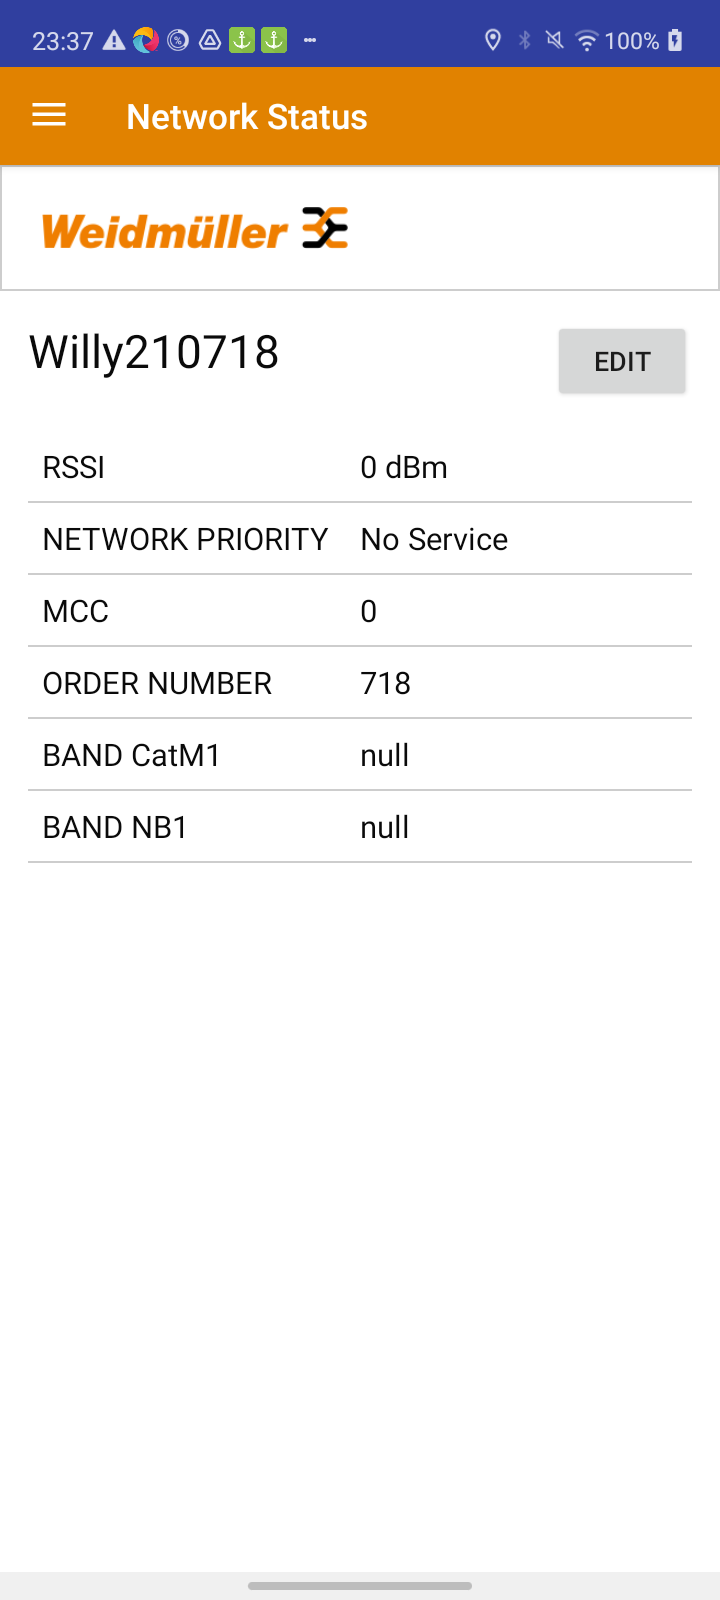 23:37 100%
Network Status
Weidmüller
Willy210718 EDIT
RSSI 0 dBm
NETWORK PRIORITY No Service
MCC 0
ORDER NUMBER 718
BAND CatM1 null
BAND NB1 null